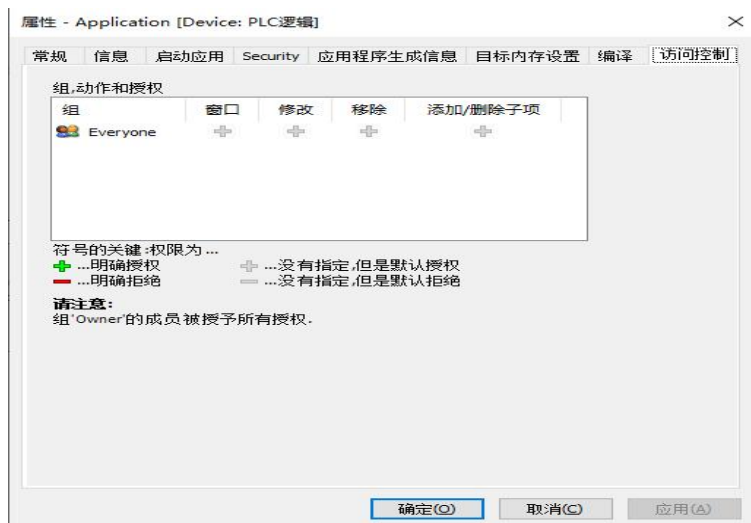 属性 - Application [Device: PLC逻辑]
常规 信息 启动应用 Security 应用程序生成信息 目标内存设置 编译 访问控制
组,动作和授权
组 窗口 修改 移除 添加/删除子项
Everyone
符号的关键:权限为...
...明确授权 ...没有指定,但是默认授权
...明确拒绝 ...没有指定,但是默认拒绝
请注意:
组'Owner'的成员被授予所有授权.
确定(O) 取消(C) 应用(A)